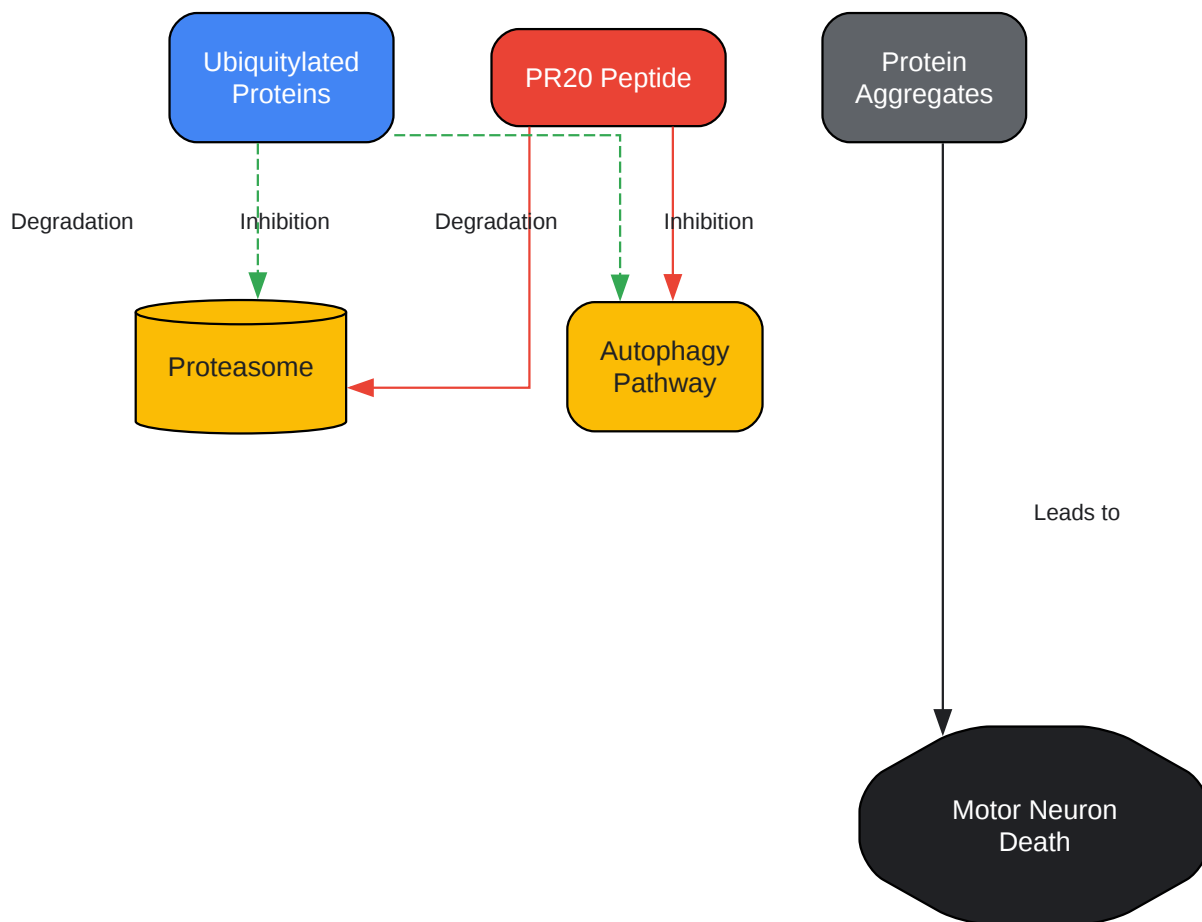 Ubiquitylated
Proteins
PR20 Peptide
Protein
Aggregates
Degradation
Inhibition
Degradation
Inhibition
Proteasome
Autophagy
Pathway
Leads to
Motor Neuron
Death